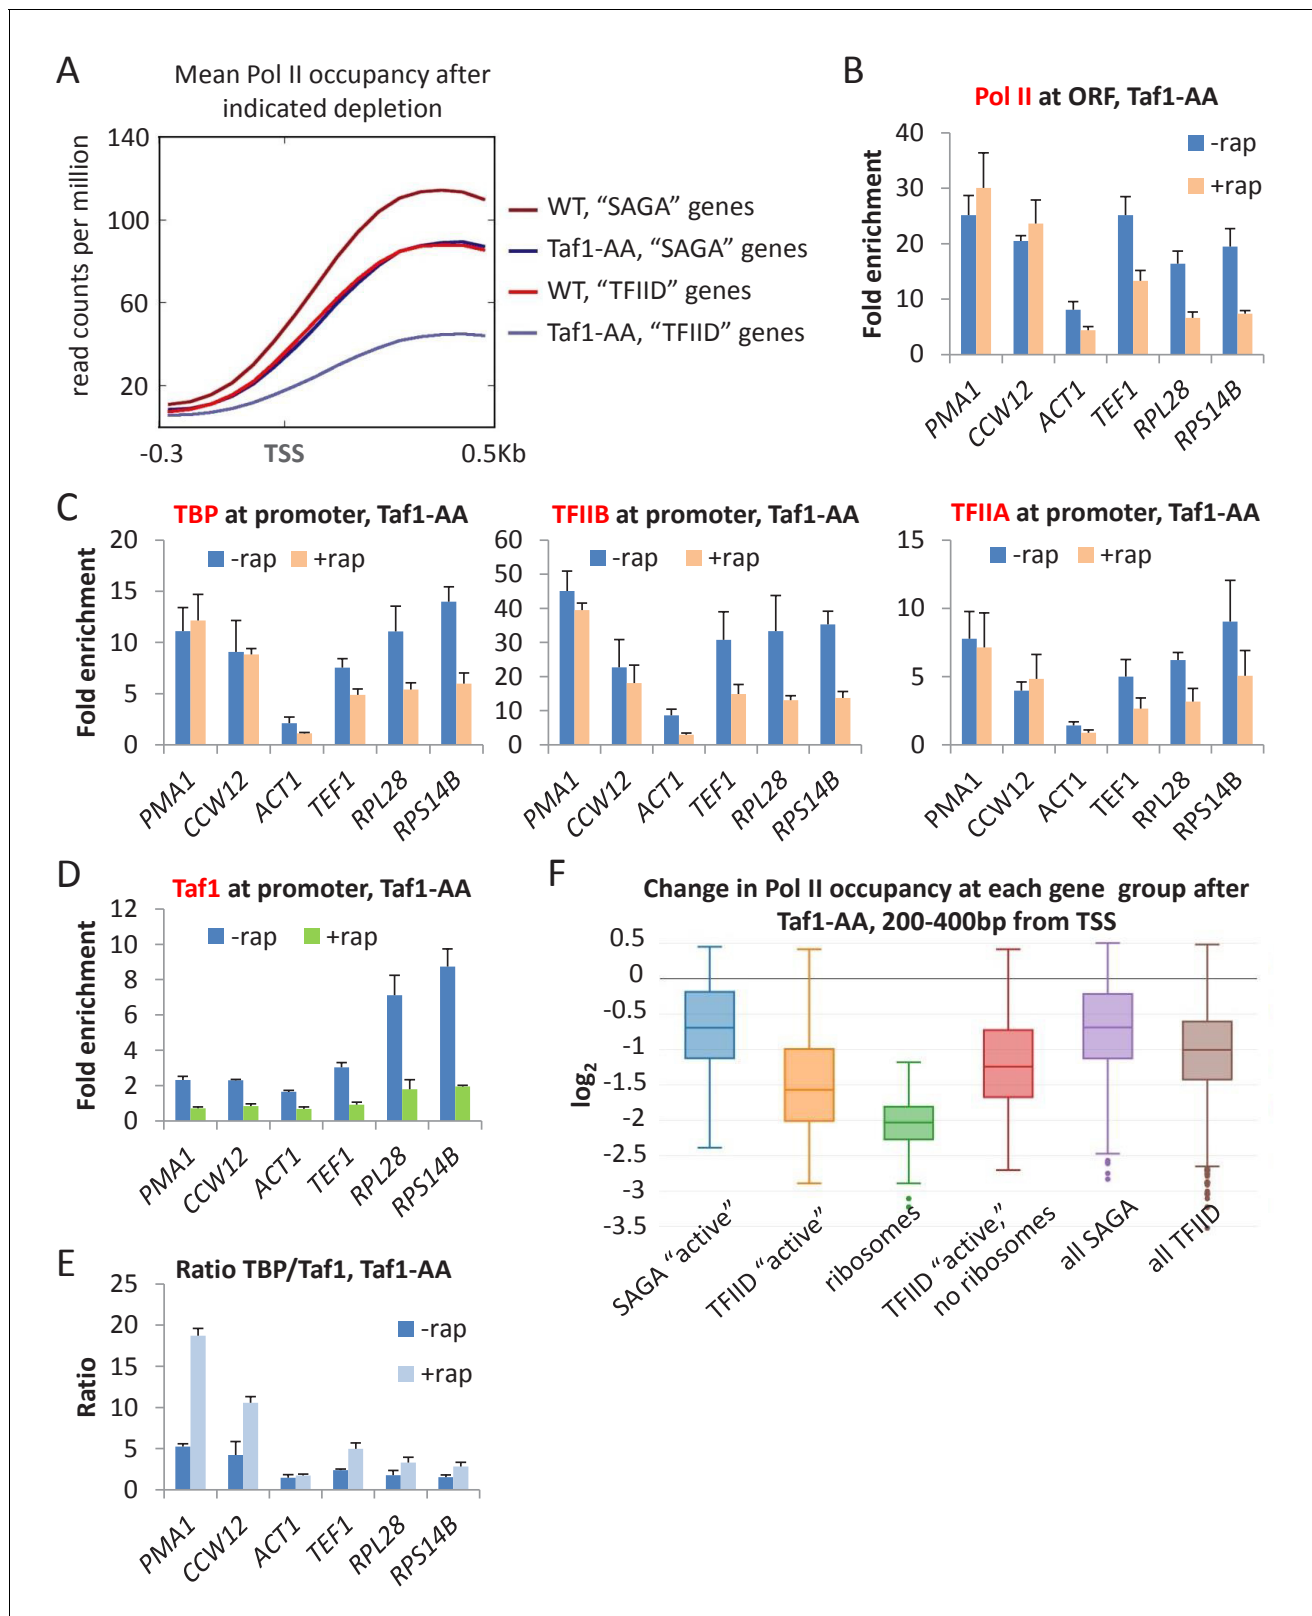 A
Mean Pol II occupancy after
indicated depletion
read counts per million
140
100
60
20
-0.3
TSS
0.5Kb
WT, “SAGA” genes
Taf1-AA, “SAGA” genes
WT, “TFIID” genes
Taf1-AA, “TFIID” genes
B
Pol II at ORF, Taf1-AA
Fold enrichment
40
30
20
10
0
-rap
+rap
PMA1
CCW12
ACT1
TEF1
RPL28
RPS14B
C
TBP at promoter, Taf1-AA
Fold enrichment
20
15
10
5
0
-rap
+rap
PMA1
CCW12
ACT1
TEF1
RPL28
RPS14B
TFIIB at promoter, Taf1-AA
60
50
40
30
20
10
0
-rap
+rap
PMA1
CCW12
ACT1
TEF1
RPL28
RPS14B
TFIIA at promoter, Taf1-AA
15
10
5
0
-rap
+rap
PMA1
CCW12
ACT1
TEF1
RPL28
RPS14B
D
Taf1 at promoter, Taf1-AA
Fold enrichment
12
10
8
6
4
2
0
-rap
+rap
PMA1
CCW12
ACT1
TEF1
RPL28
RPS14B
E
Ratio TBP/Taf1, Taf1-AA
Ratio
25
20
15
10
5
0
-rap
+rap
PMA1
CCW12
ACT1
TEF1
RPL28
RPS14B
F
Change in Pol II occupancy at each gene group after
Taf1-AA, 200-400bp from TSS
log2
0.5
0
-0.5
-1
-1.5
-2
-2.5
-3
-3.5
SAGA “active”
TFIID “active”
ribosomes
TFIID “active,”
no ribosomes
all SAGA
all TFIID